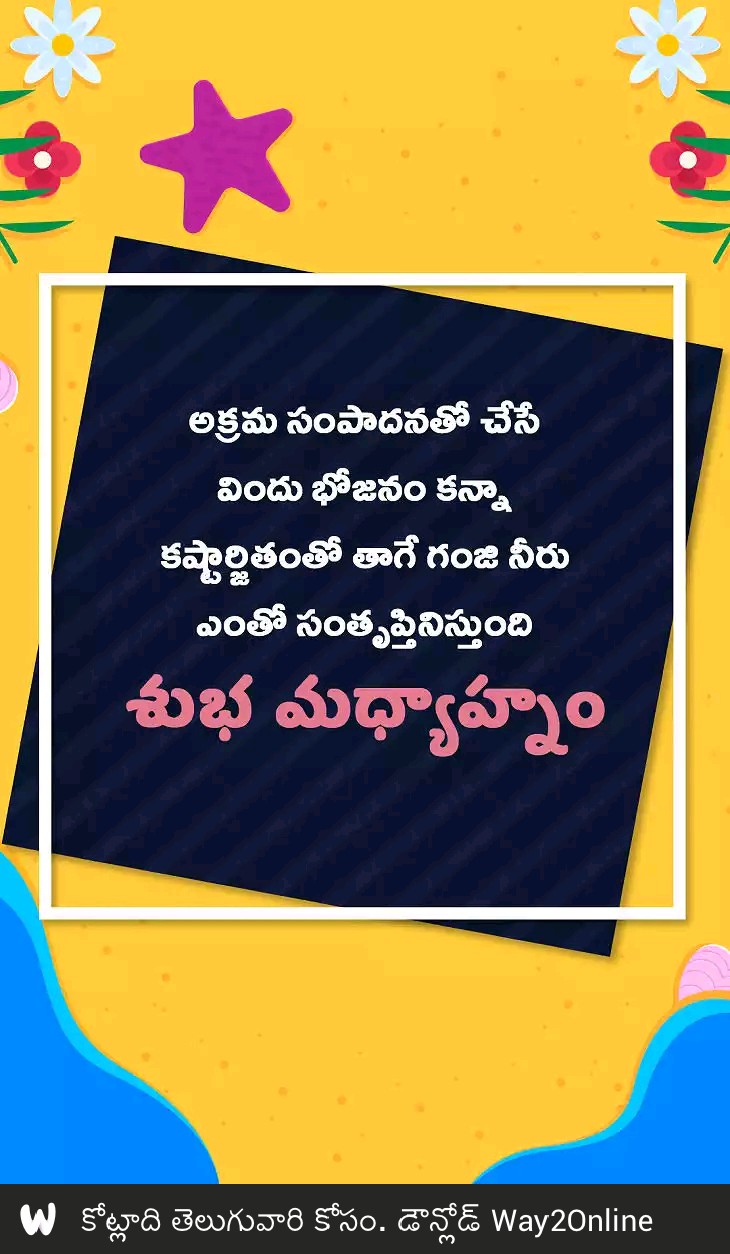 అక్రమ సంపాదనతో చేసే
విందు భోజనం కన్నా
కష్టార్జితంతో తాగే గంజి నీరు
ఎంతో సంతృప్తినిస్తుంది
శుభ మధ్యాహ్నం
W కోట్లాది తెలుగువారి కోసం. డౌన్లోడ్ Way2Online